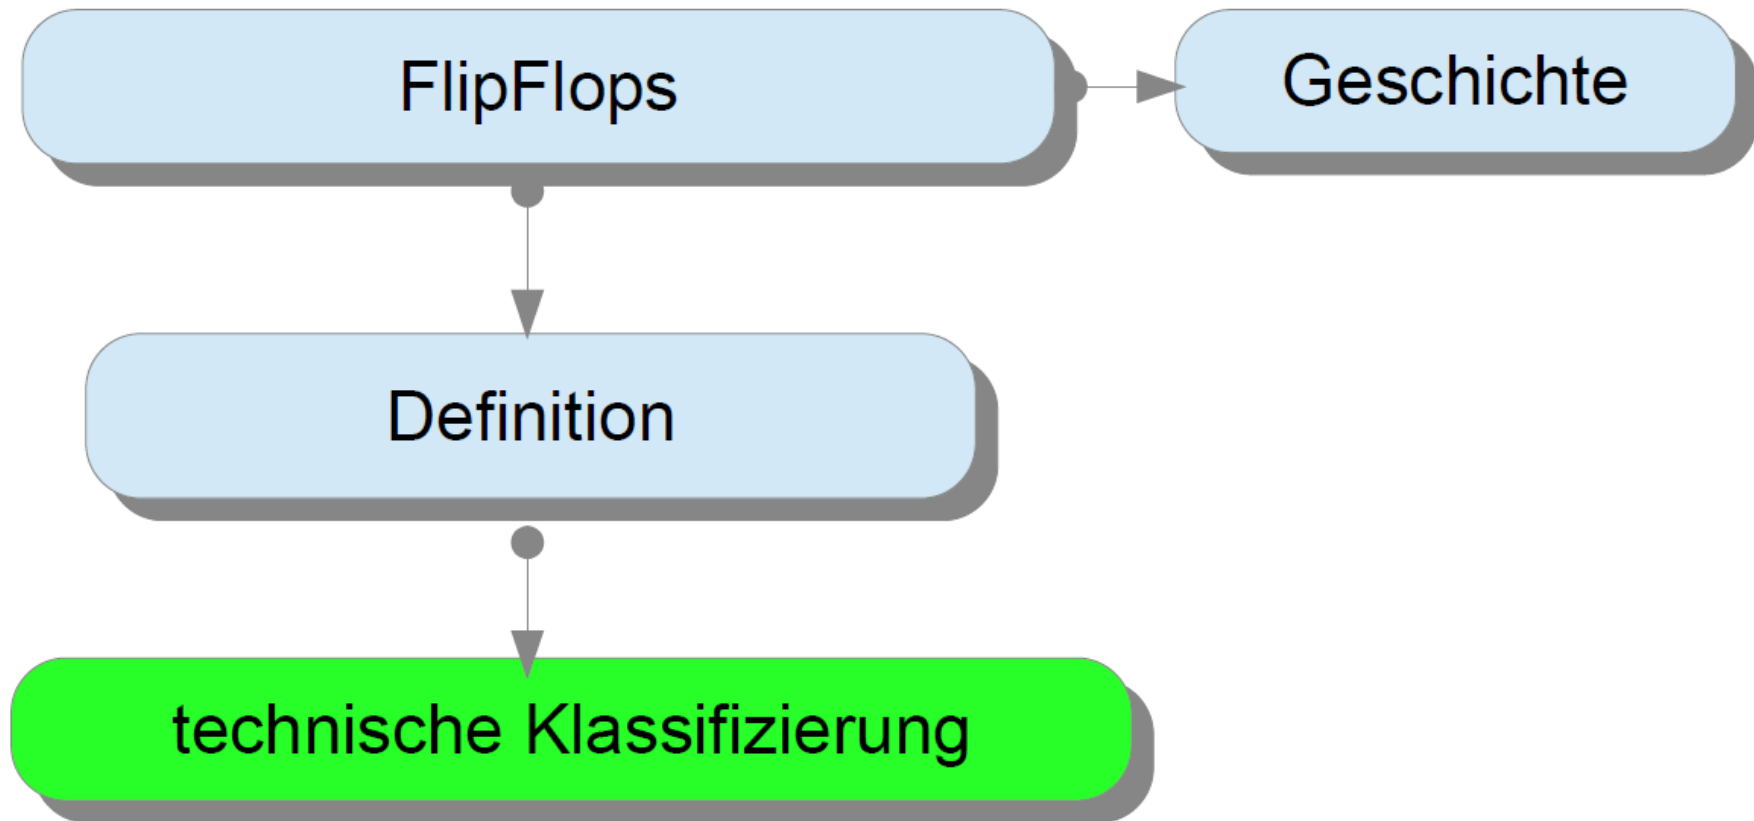 FlipFlops
Geschichte
Definition
technische Klassifizierung